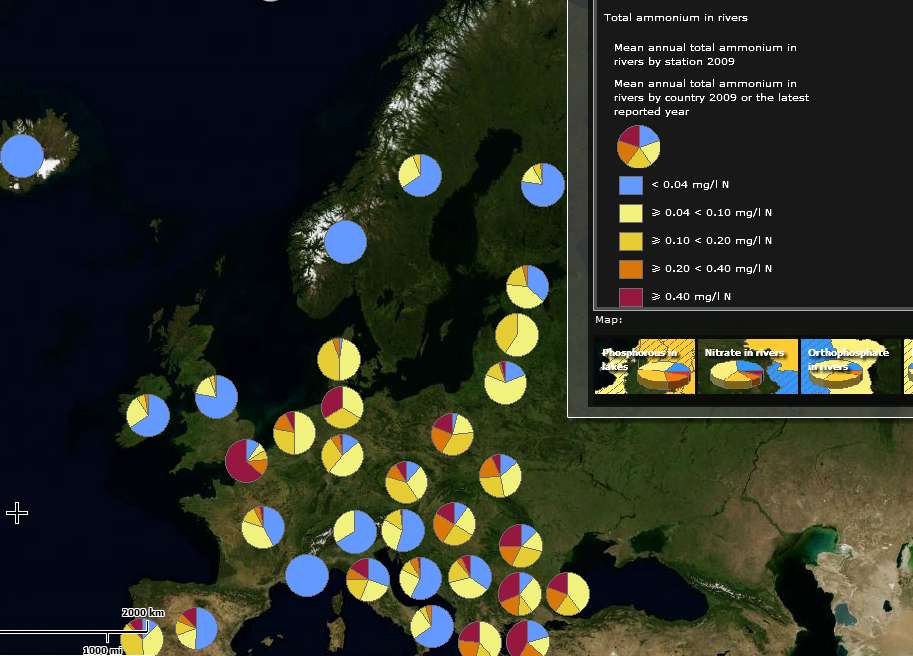 Total ammonium in rivers
Mean annual total ammonium in
rivers by station 2009
Mean annual total ammonium in
rivers by country 2009 or the latest
reported year
< 0.04 mg/l N
⩾ 0.04 < 0.10 mg/l N
⩾ 0.10 < 0.20 mg/l N
⩾ 0.20 < 0.40 mg/l N
⩾ 0.40 mg/l N
Map:
Phosphorous in
lakes
Nitrate in rivers
Orthophosphate
in rivers
2000 km
1000 mi